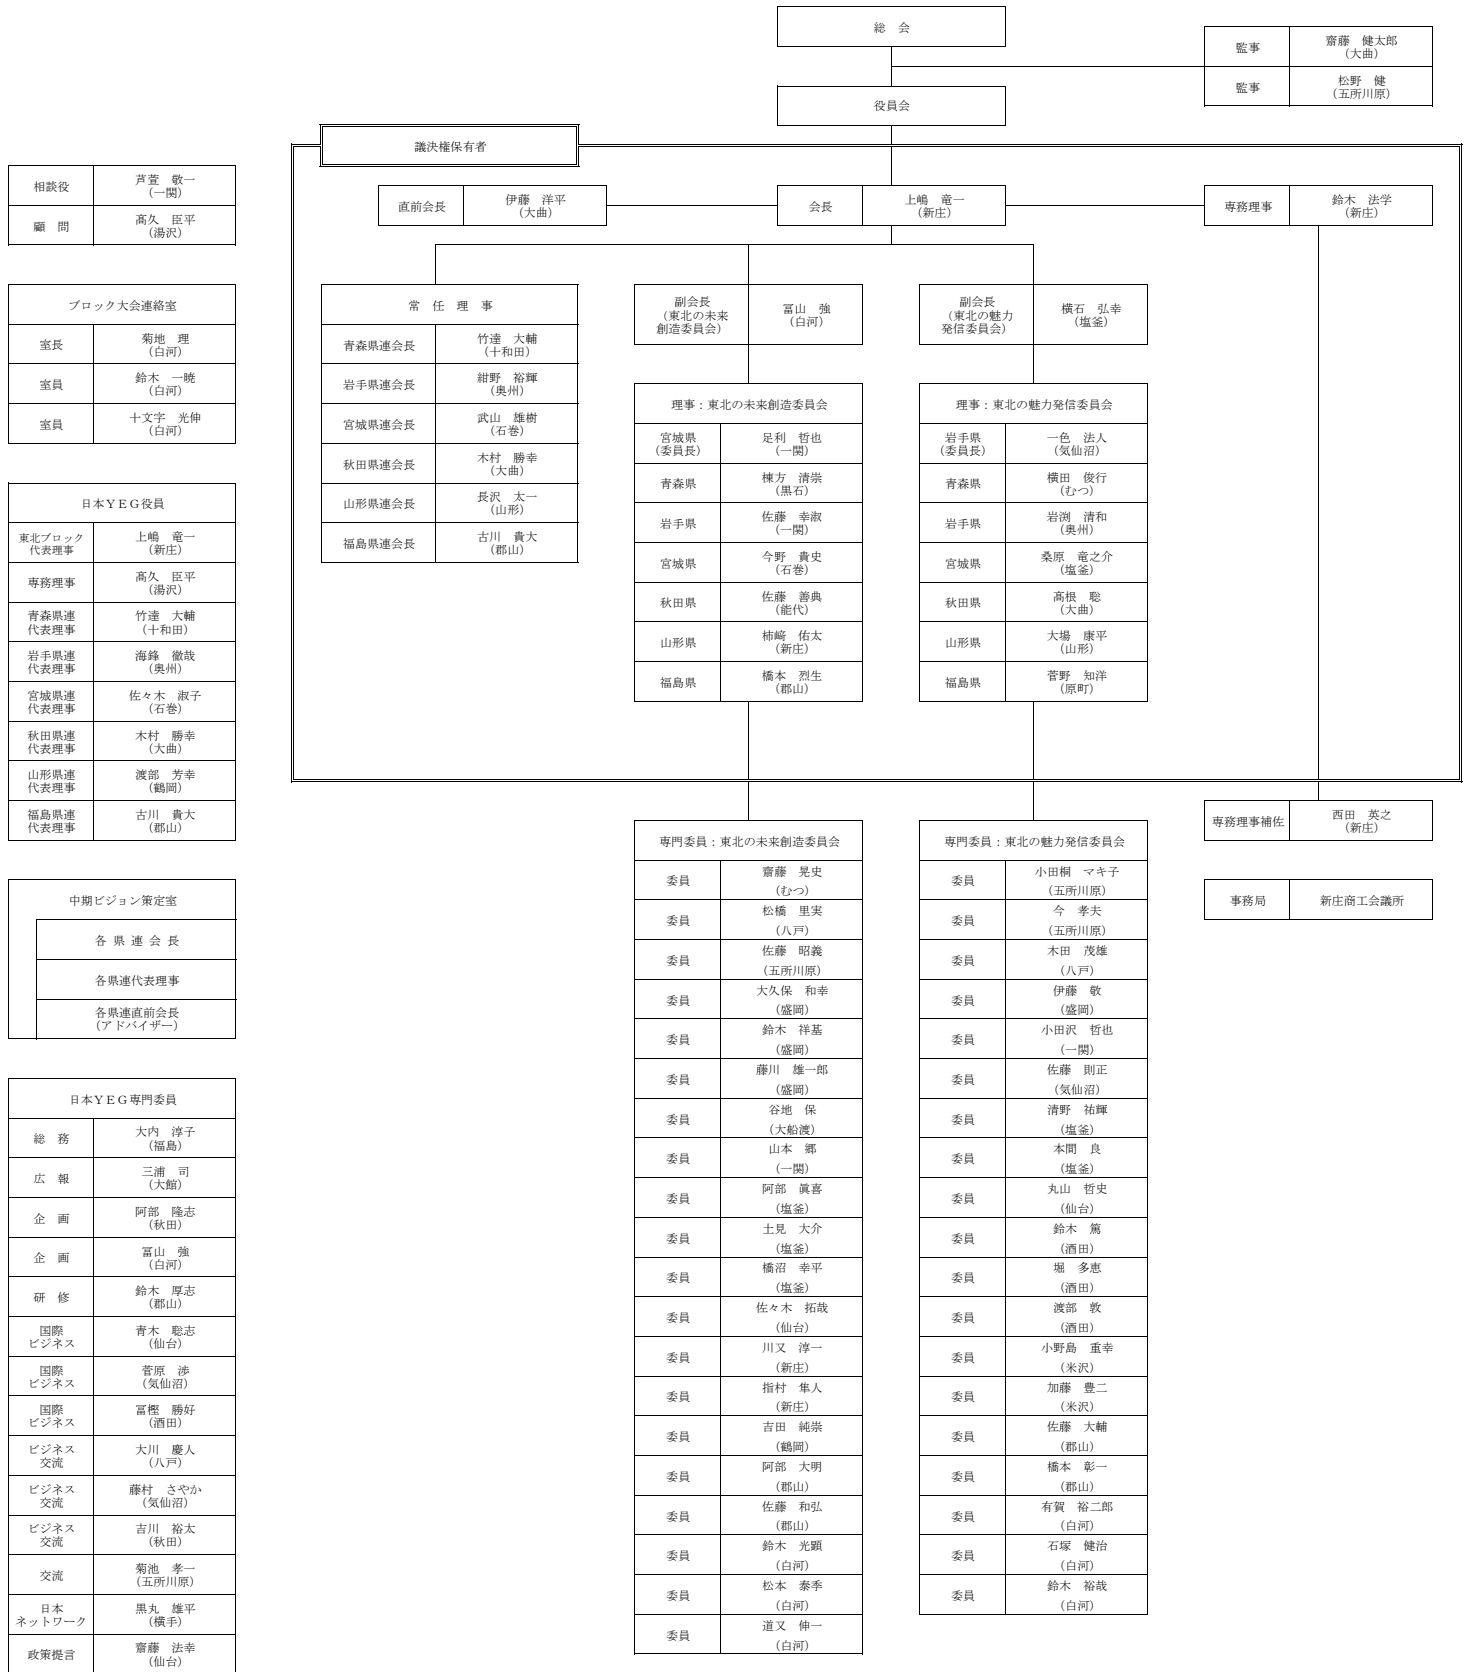 総　会
監事
齋藤　健太郎
（大曲）
監事
松野　健
（五所川原）
役員会
議決権保有者
相談役
芦萱　敬一
（一関）
顧　問
髙久　臣平
（湯沢）
直前会長
伊藤　洋平
（大曲）
会長
上嶋　竜一
（新庄）
専務理事
鈴木　法学
（新庄）
ブロック大会連絡室
室長
菊地　理
（白河）
室員
鈴木　一暁
（白河）
室員
十文字　光伸
（白河）
常　任　理　事
青森県連会長
竹達　大輔
（十和田）
岩手県連会長
紺野　裕輝
（奥州）
宮城県連会長
武山　雄樹
（石巻）
秋田県連会長
木村　勝幸
（大曲）
山形県連会長
長沢　太一
（山形）
福島県連会長
古川　貴大
（郡山）
副会長
（東北の未来
創造委員会）
冨山　強
（白河）
副会長
（東北の魅力
発信委員会）
横石　弘幸
（塩釜）
理事：東北の未来創造委員会
宮城県
（委員長）
足利　哲也
（一関）
青森県
棟方　清崇
（黒石）
岩手県
佐藤　幸淑
（一関）
宮城県
今野　貴史
（石巻）
秋田県
佐藤　善典
（能代）
山形県
柿﨑　佑太
（新庄）
福島県
橋本　烈生
（郡山）
理事：東北の魅力発信委員会
岩手県
（委員長）
一色　法人
（気仙沼）
青森県
横田　俊行
（むつ）
岩手県
岩渕　清和
（奥州）
宮城県
桑原　竜之介
（塩釜）
秋田県
髙根　聡
（大曲）
山形県
大場　康平
（山形）
福島県
菅野　知洋
（原町）
日本ＹＥＧ役員
東北ブロック
代表理事
上嶋　竜一
（新庄）
専務理事
髙久　臣平
（湯沢）
青森県連
代表理事
竹達　大輔
（十和田）
岩手県連
代表理事
海鋒　徹哉
（奥州）
宮城県連
代表理事
佐々木　淑子
（石巻）
秋田県連
代表理事
木村　勝幸
（大曲）
山形県連
代表理事
渡部　芳幸
（鶴岡）
福島県連
代表理事
古川　貴大
（郡山）
中期ビジョン策定室
各 県 連 会 長
各県連代表理事
各県連直前会長
（アドバイザー）
日本ＹＥＧ専門委員
総　務
大内　淳子
（福島）
広　報
三浦　司
（大館）
企　画
阿部　隆志
（秋田）
企　画
冨山　強
（白河）
研　修
鈴木　厚志
（郡山）
国際
ビジネス
青木　聡志
（仙台）
国際
ビジネス
菅原　渉
（気仙沼）
国際
ビジネス
冨樫　勝好
（酒田）
ビジネス
交流
大川　慶人
（八戸）
ビジネス
交流
藤村　さやか
（気仙沼）
ビジネス
交流
吉川　裕太
（秋田）
交流
菊池　孝一
（五所川原）
日本
ネットワーク
黒丸　雄平
（横手）
政策提言
齋藤　法幸
（仙台）
専門委員：東北の未来創造委員会
委員
齋藤　晃史
（むつ）
委員
松橋　里実
（八戸）
委員
佐藤　昭義
（五所川原）
委員
大久保　和幸
（盛岡）
委員
鈴木　祥基
（盛岡）
委員
藤川　雄一郎
（盛岡）
委員
谷地　保
（大船渡）
委員
山本　郷
（一関）
委員
阿部　眞喜
（塩釜）
委員
土見　大介
（塩釜）
委員
橋沼　幸平
（塩釜）
委員
佐々木　拓哉
（仙台）
委員
川又　淳一
（新庄）
委員
指村　隼人
（新庄）
委員
吉田　純崇
（鶴岡）
委員
阿部　大明
（郡山）
委員
佐藤　和弘
（郡山）
委員
鈴木　光顕
（白河）
委員
松本　泰季
（白河）
委員
道又　伸一
（白河）
専門委員：東北の魅力発信委員会
委員
小田桐　マキ子
（五所川原）
委員
今　孝夫
（五所川原）
委員
木田　茂雄
（八戸）
委員
伊藤　敬
（盛岡）
委員
小田沢　哲也
（一関）
委員
佐藤　則正
（気仙沼）
委員
清野　祐輝
（塩釜）
委員
本間　良
（塩釜）
委員
丸山　哲史
（仙台）
委員
鈴木　篤
（酒田）
委員
堀　多恵
（酒田）
委員
渡部　敦
（酒田）
委員
小野島　重幸
（米沢）
委員
加藤　豊二
（米沢）
委員
佐藤　大輔
（郡山）
委員
橋本　彰一
（郡山）
委員
有賀　裕二郎
（白河）
委員
石塚　健治
（白河）
委員
鈴木　裕哉
（白河）
専務理事補佐
西田　英之
（新庄）
事務局
新庄商工会議所